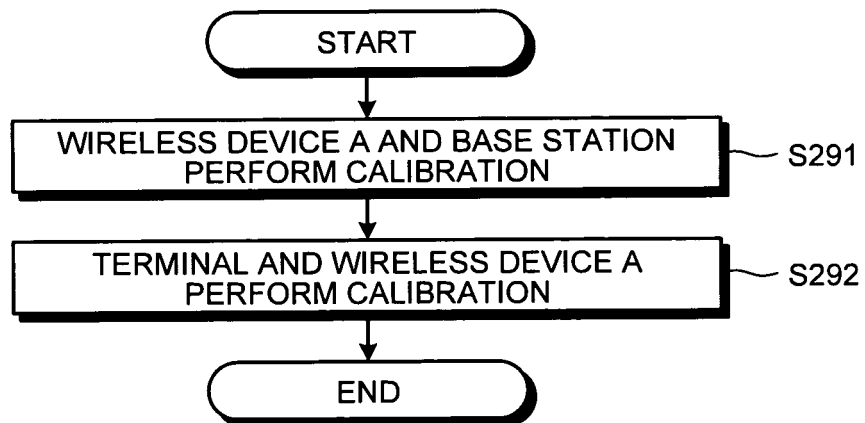 START
WIRELESS DEVICE A AND BASE STATION
PERFORM CALIBRATION
S291
TERMINAL AND WIRELESS DEVICE A
PERFORM CALIBRATION
S292
END